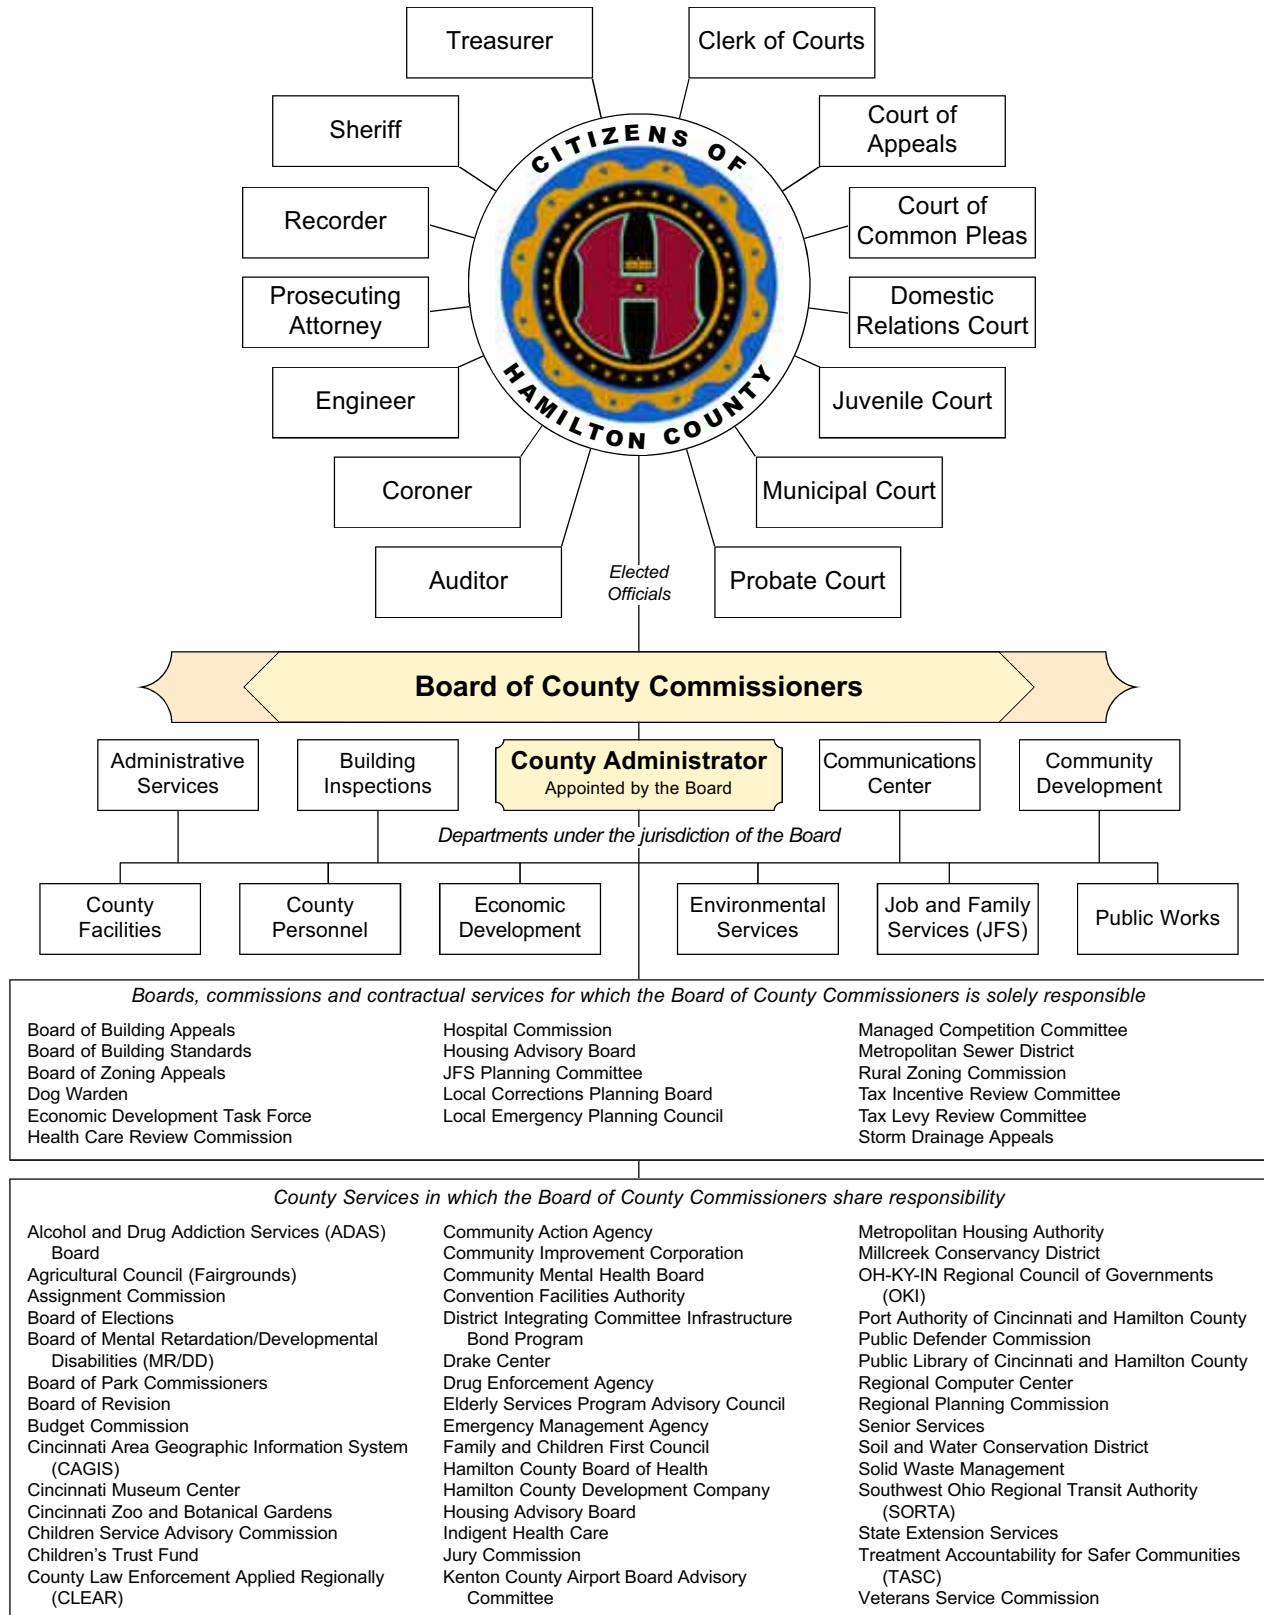 Treasurer
Clerk of Courts
Sheriff
Court of
Appeals
Recorder
Court of
Common Pleas
Prosecuting
Attorney
Domestic
Relations Court
Engineer
Juvenile Court
Coroner
Municipal Court
Auditor
Probate Court
CITIZENS OF
H
HAMILTON COUNTY
Elected
Officials
Board of County Commissioners
Administrative
Services
Building
Inspections
County Administrator
Appointed by the Board
Communications
Center
Community
Development
Departments under the jurisdiction of the Board
County
Facilities
County
Personnel
Economic
Development
Environmental
Services
Job and Family
Services (JFS)
Public Works
Boards, commissions and contractual services for which the Board of County Commissioners is solely responsible
Board of Building Appeals
Board of Building Standards
Board of Zoning Appeals
Dog Warden
Economic Development Task Force
Health Care Review Commission
Hospital Commission
Housing Advisory Board
JFS Planning Committee
Local Corrections Planning Board
Local Emergency Planning Council
Managed Competition Committee
Metropolitan Sewer District
Rural Zoning Commission
Tax Incentive Review Committee
Tax Levy Review Committee
Storm Drainage Appeals
County Services in which the Board of County Commissioners share responsibility
Alcohol and Drug Addiction Services (ADAS)
Board
Agricultural Council (Fairgrounds)
Assignment Commission
Board of Elections
Board of Mental Retardation/Developmental
Disabilities (MR/DD)
Board of Park Commissioners
Board of Revision
Budget Commission
Cincinnati Area Geographic Information System
(CAGIS)
Cincinnati Museum Center
Cincinnati Zoo and Botanical Gardens
Children Service Advisory Commission
Children's Trust Fund
County Law Enforcement Applied Regionally
(CLEAR)
Community Action Agency
Community Improvement Corporation
Community Mental Health Board
Convention Facilities Authority
District Integrating Committee Infrastructure
Bond Program
Drake Center
Drug Enforcement Agency
Elderly Services Program Advisory Council
Emergency Management Agency
Family and Children First Council
Hamilton County Board of Health
Hamilton County Development Company
Housing Advisory Board
Indigent Health Care
Jury Commission
Kenton County Airport Board Advisory
Committee
Metropolitan Housing Authority
Millcreek Conservancy District
OH-KY-IN Regional Council of Governments
(OKI)
Port Authority of Cincinnati and Hamilton County
Public Defender Commission
Public Library of Cincinnati and Hamilton County
Regional Computer Center
Regional Planning Commission
Senior Services
Soil and Water Conservation District
Solid Waste Management
Southwest Ohio Regional Transit Authority
(SORTA)
State Extension Services
Treatment Accountability for Safer Communities
(TASC)
Veterans Service Commission